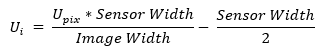 U_i = (U_pix * Sensor Width) / (Image Width) − (Sensor Width) / 2